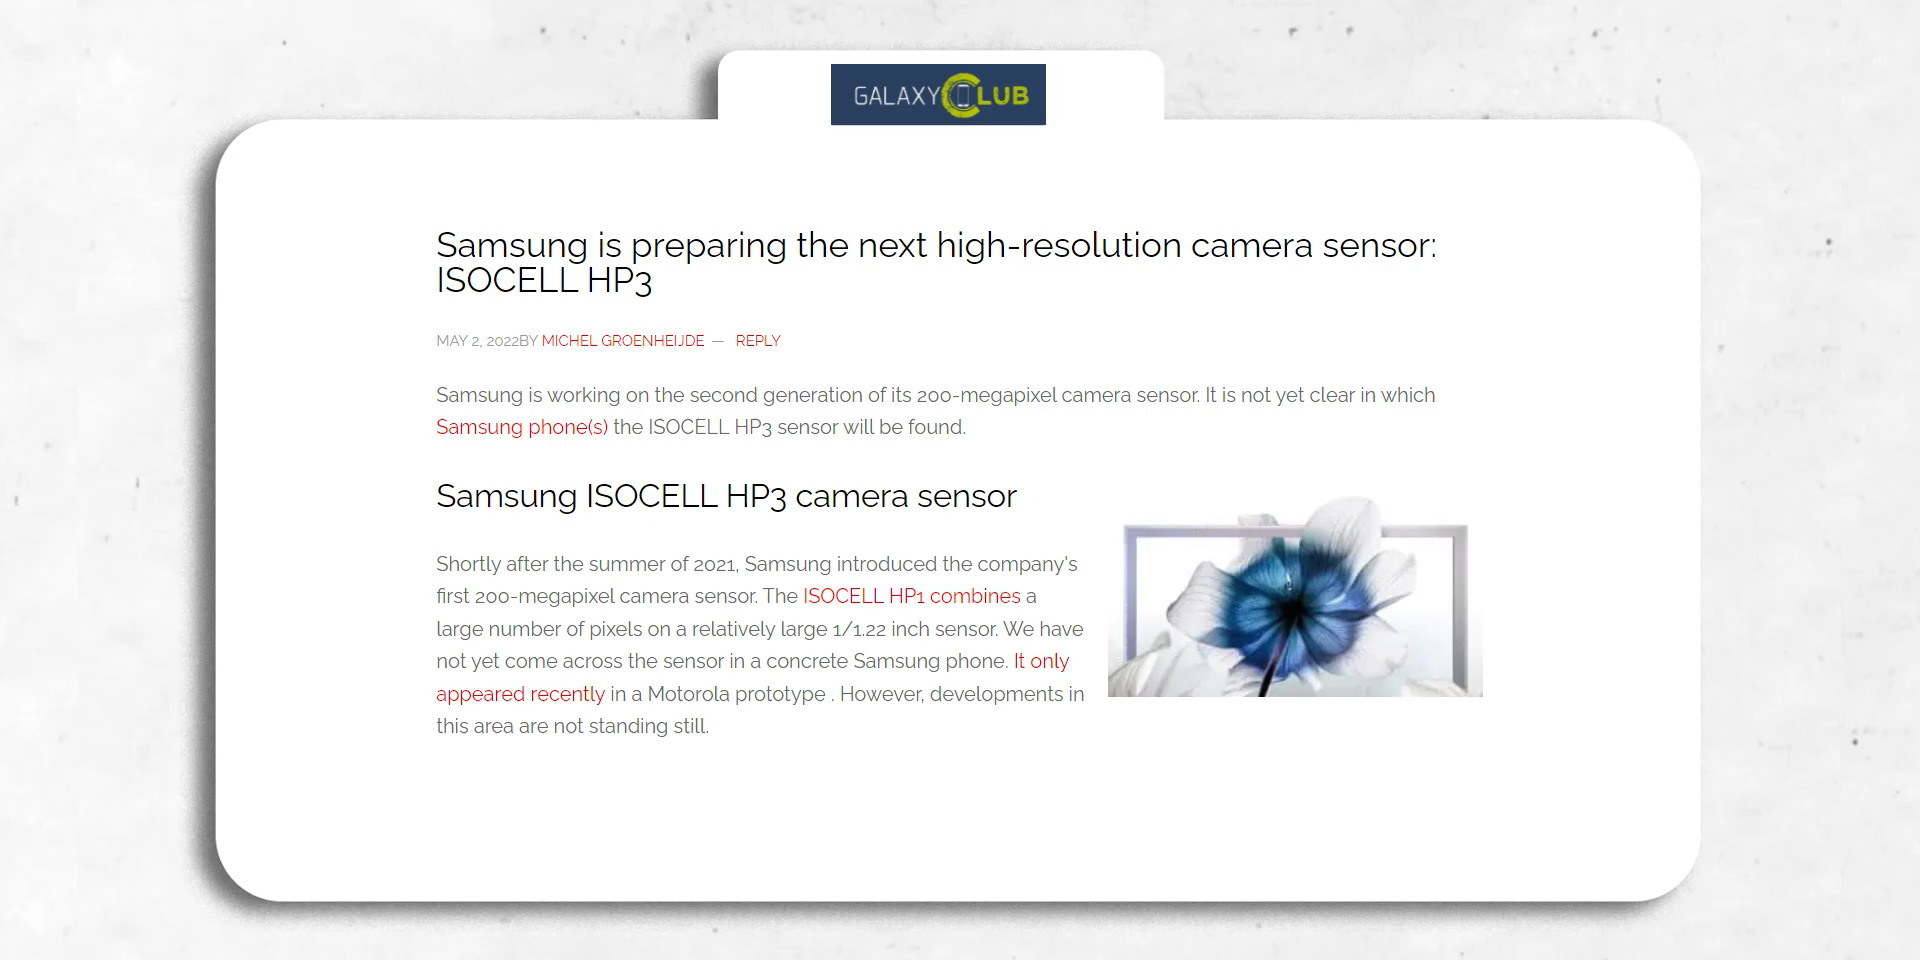 GALAXY CLUB
Samsung is preparing the next high-resolution camera sensor:
ISOCELL HP3
MAY 2, 2022BY MICHEL GROENHEIJDE — REPLY
Samsung is working on the second generation of its 200-megapixel camera sensor. It is not yet clear in which
Samsung phone(s) the ISOCELL HP3 sensor will be found.
Samsung ISOCELL HP3 camera sensor
Shortly after the summer of 2021, Samsung introduced the company's
first 200-megapixel camera sensor. The ISOCELL HP1 combines a
large number of pixels on a relatively large 1/1.22 inch sensor. We have
not yet come across the sensor in a concrete Samsung phone. It only
appeared recently in a Motorola prototype . However, developments in
this area are not standing still.